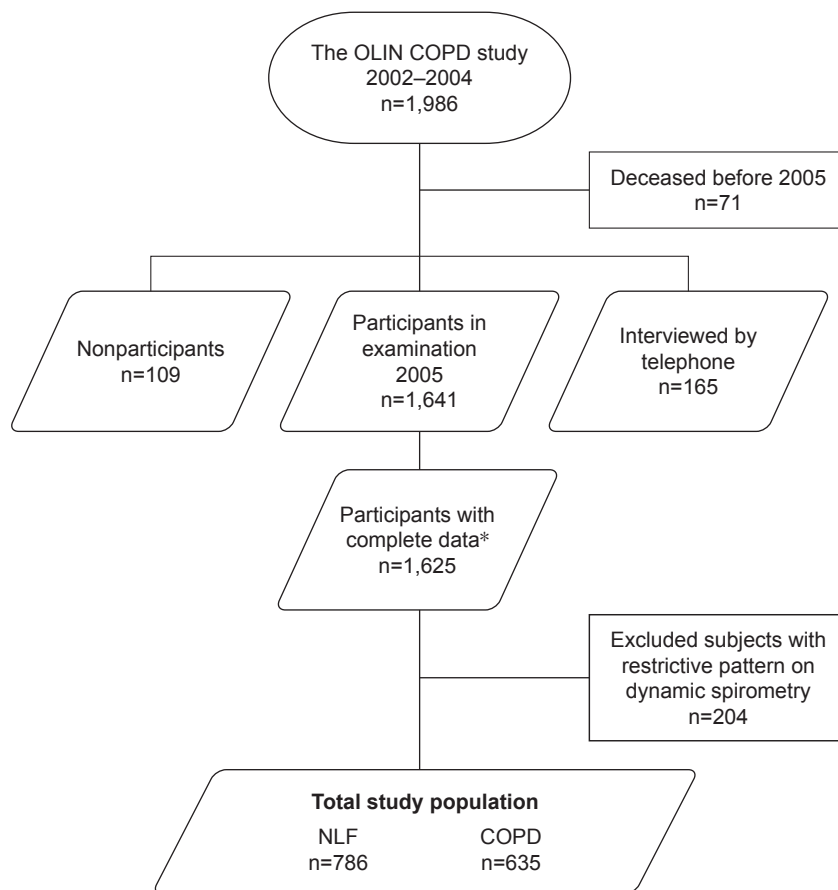 The OLIN COPD study
2002–2004
n=1,986
Deceased before 2005
n=71
Nonparticipants
n=109
Participants in
examination
2005
n=1,641
Interviewed by
telephone
n=165
Participants with
complete data*
n=1,625
Excluded subjects with
restrictive pattern on
dynamic spirometry
n=204
Total study population
NLF
n=786
COPD
n=635